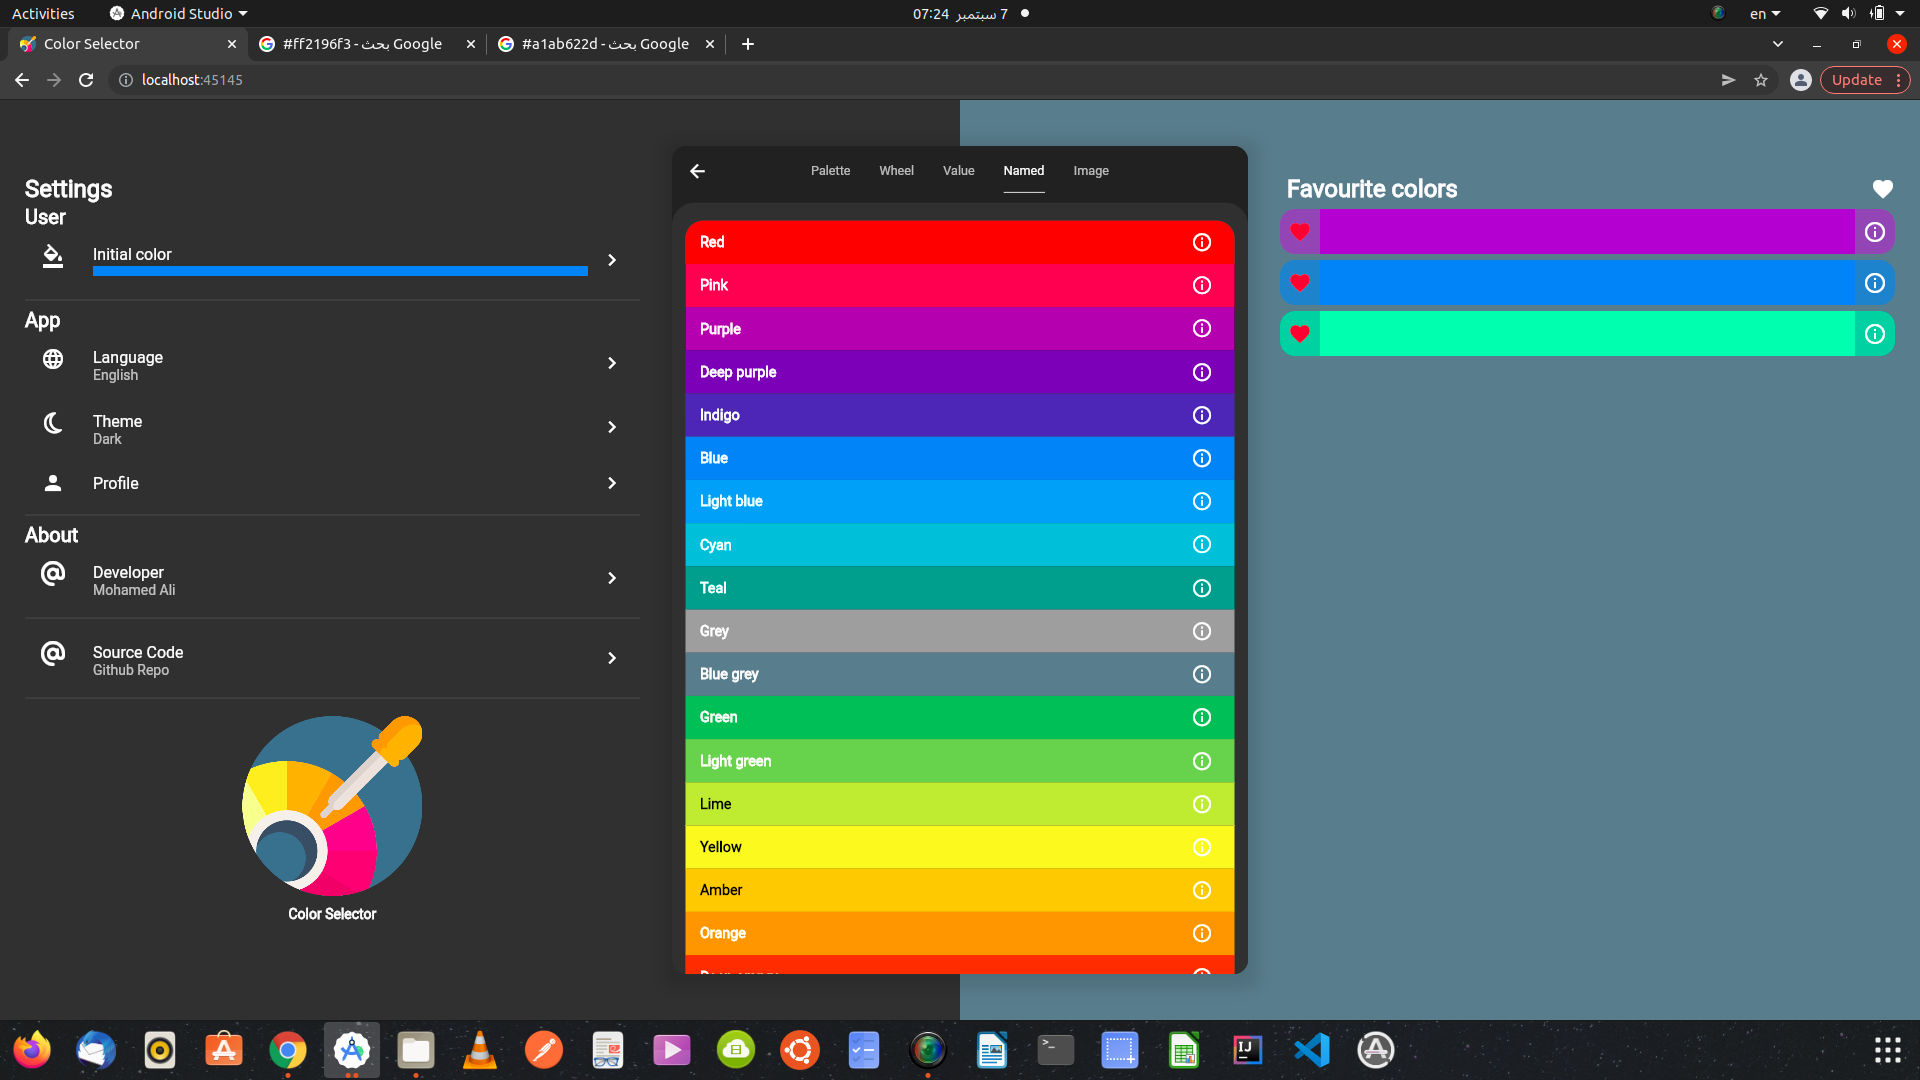 Activities
Android Studio
07:24 7 سبتمبر
en
Color Selector
#ff2196f3 - بحث Google
#a1ab622d - بحث Google
localhost:45145
Update
Settings
User
Initial color
App
Language
English
Theme
Dark
Profile
About
Developer
Mohamed Ali
Source Code
Github Repo
Color Selector
Palette
Wheel
Value
Named
Image
Red
Pink
Purple
Deep purple
Indigo
Blue
Light blue
Cyan
Teal
Grey
Blue grey
Green
Light green
Lime
Yellow
Amber
Orange
Favourite colors